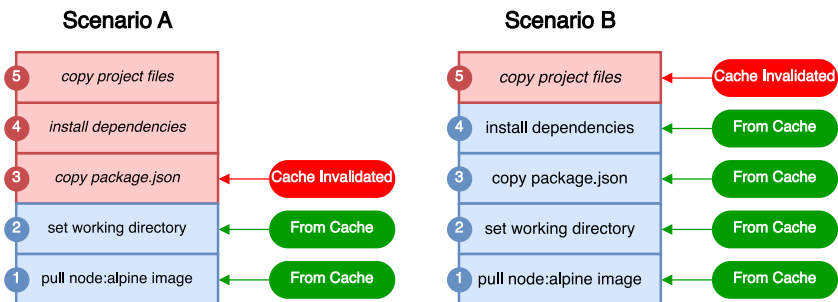 Scenario A
5 copy project files
4 install dependencies
3 copy package.json Cache Invalidated
2 set working directory From Cache
1 pull node:alpine image From Cache
Scenario B
5 copy project files Cache Invalidated
4 install dependencies From Cache
3 copy package.json From Cache
2 set working directory From Cache
1 pull node:alpine image From Cache